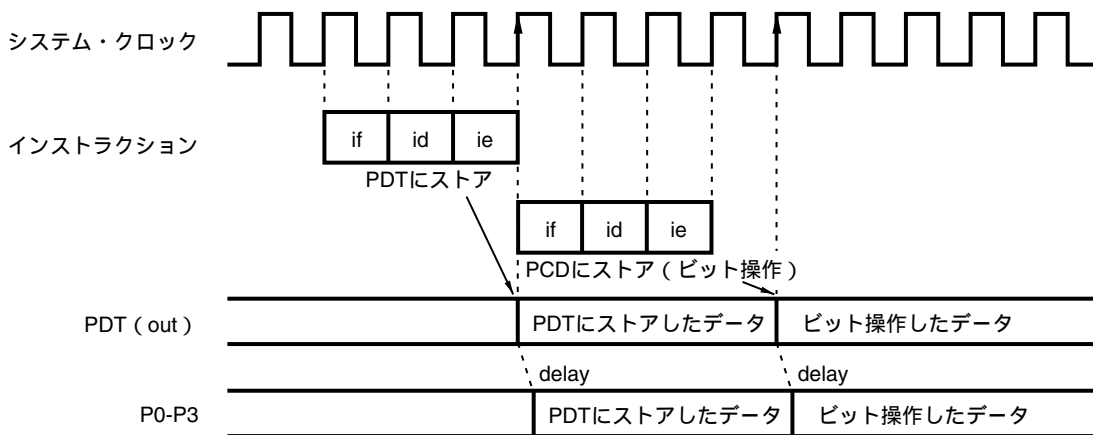 システム・クロック
インストラクション
if id ie
PDTにストア
if id ie
PCDにストア（ビット操作）
PDT（out） PDTにストアしたデータ ビット操作したデータ
delay delay
P0-P3 PDTにストアしたデータ ビット操作したデータ